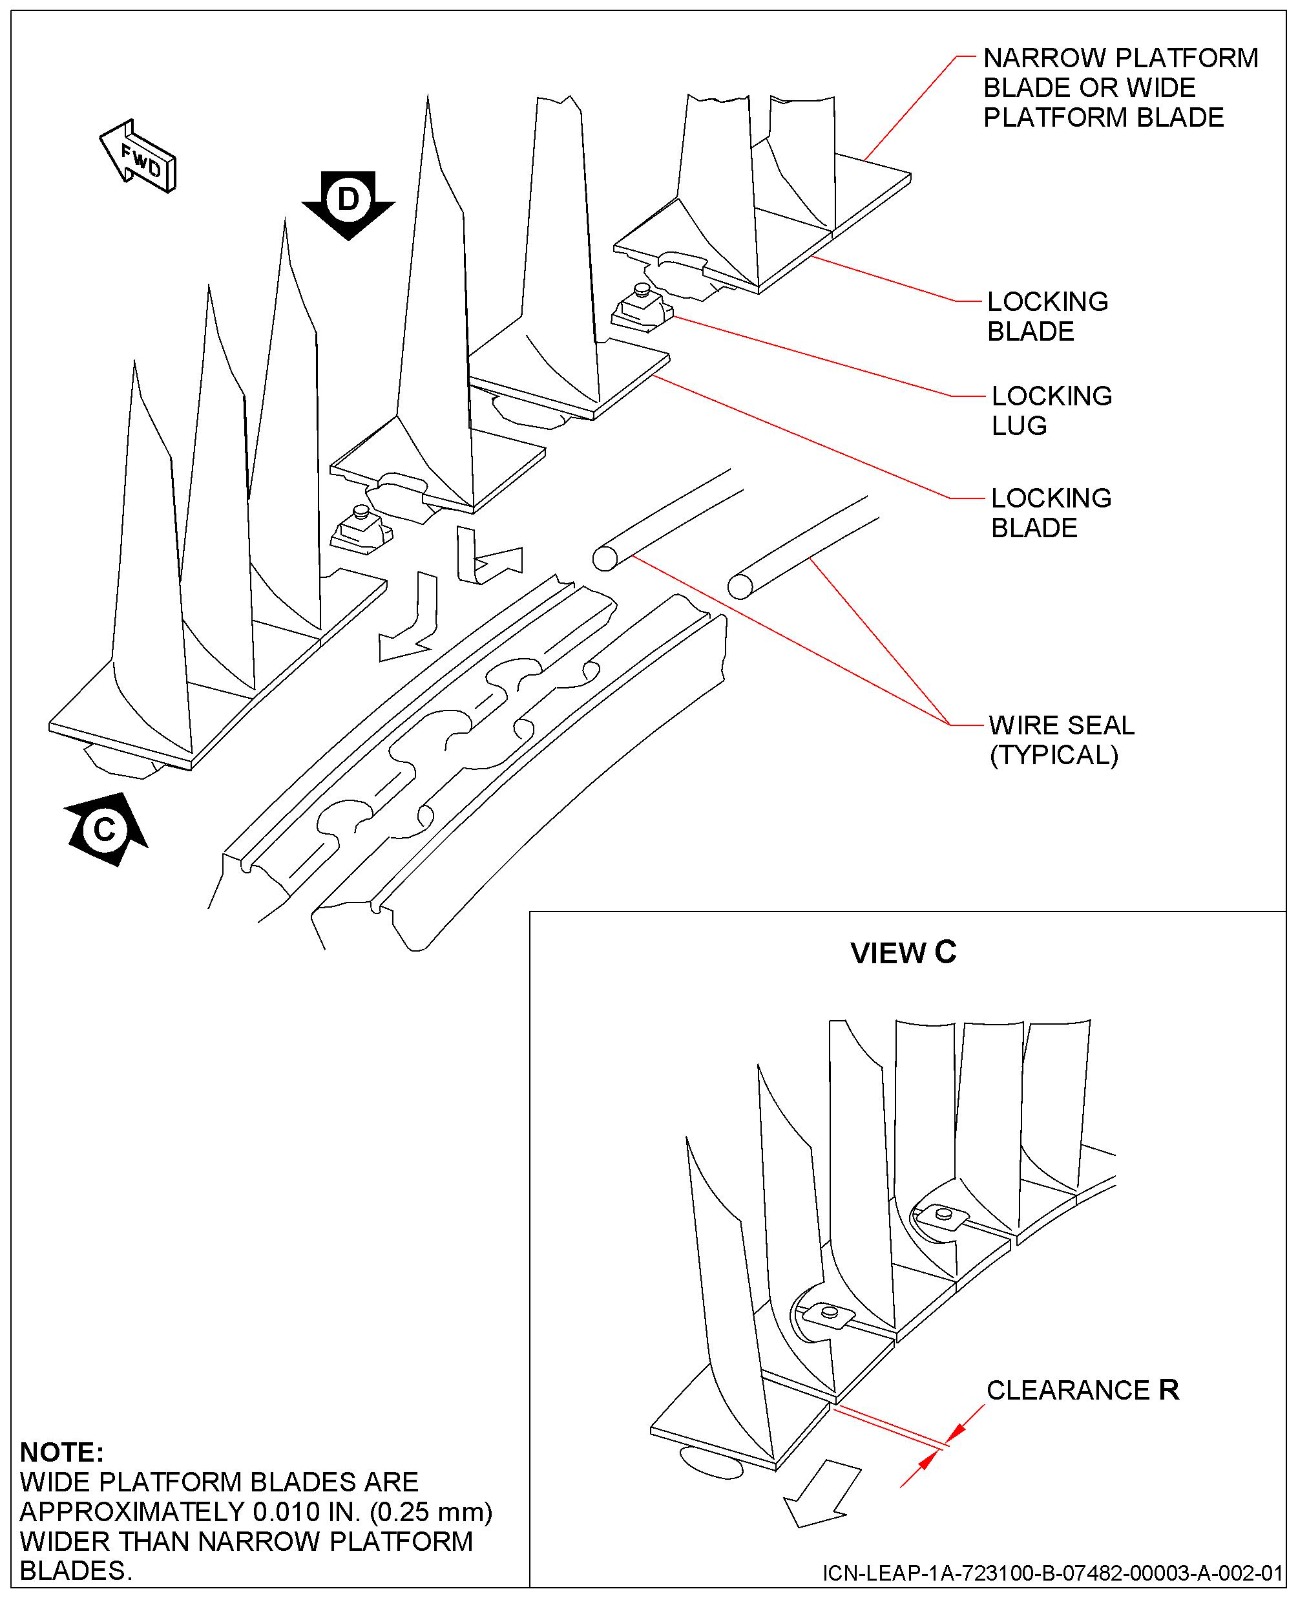 NARROW PLATFORM
BLADE OR WIDE
PLATFORM BLADE
FWD
D
LOCKING
BLADE
LOCKING
LUG
LOCKING
BLADE
WIRE SEAL
(TYPICAL)
C
VIEW C
CLEARANCE R
NOTE:
WIDE PLATFORM BLADES ARE
APPROXIMATELY 0.010 IN. (0.25 mm)
WIDER THAN NARROW PLATFORM
BLADES.
ICN-LEAP-1A-723100-B-07482-00003-A-002-01